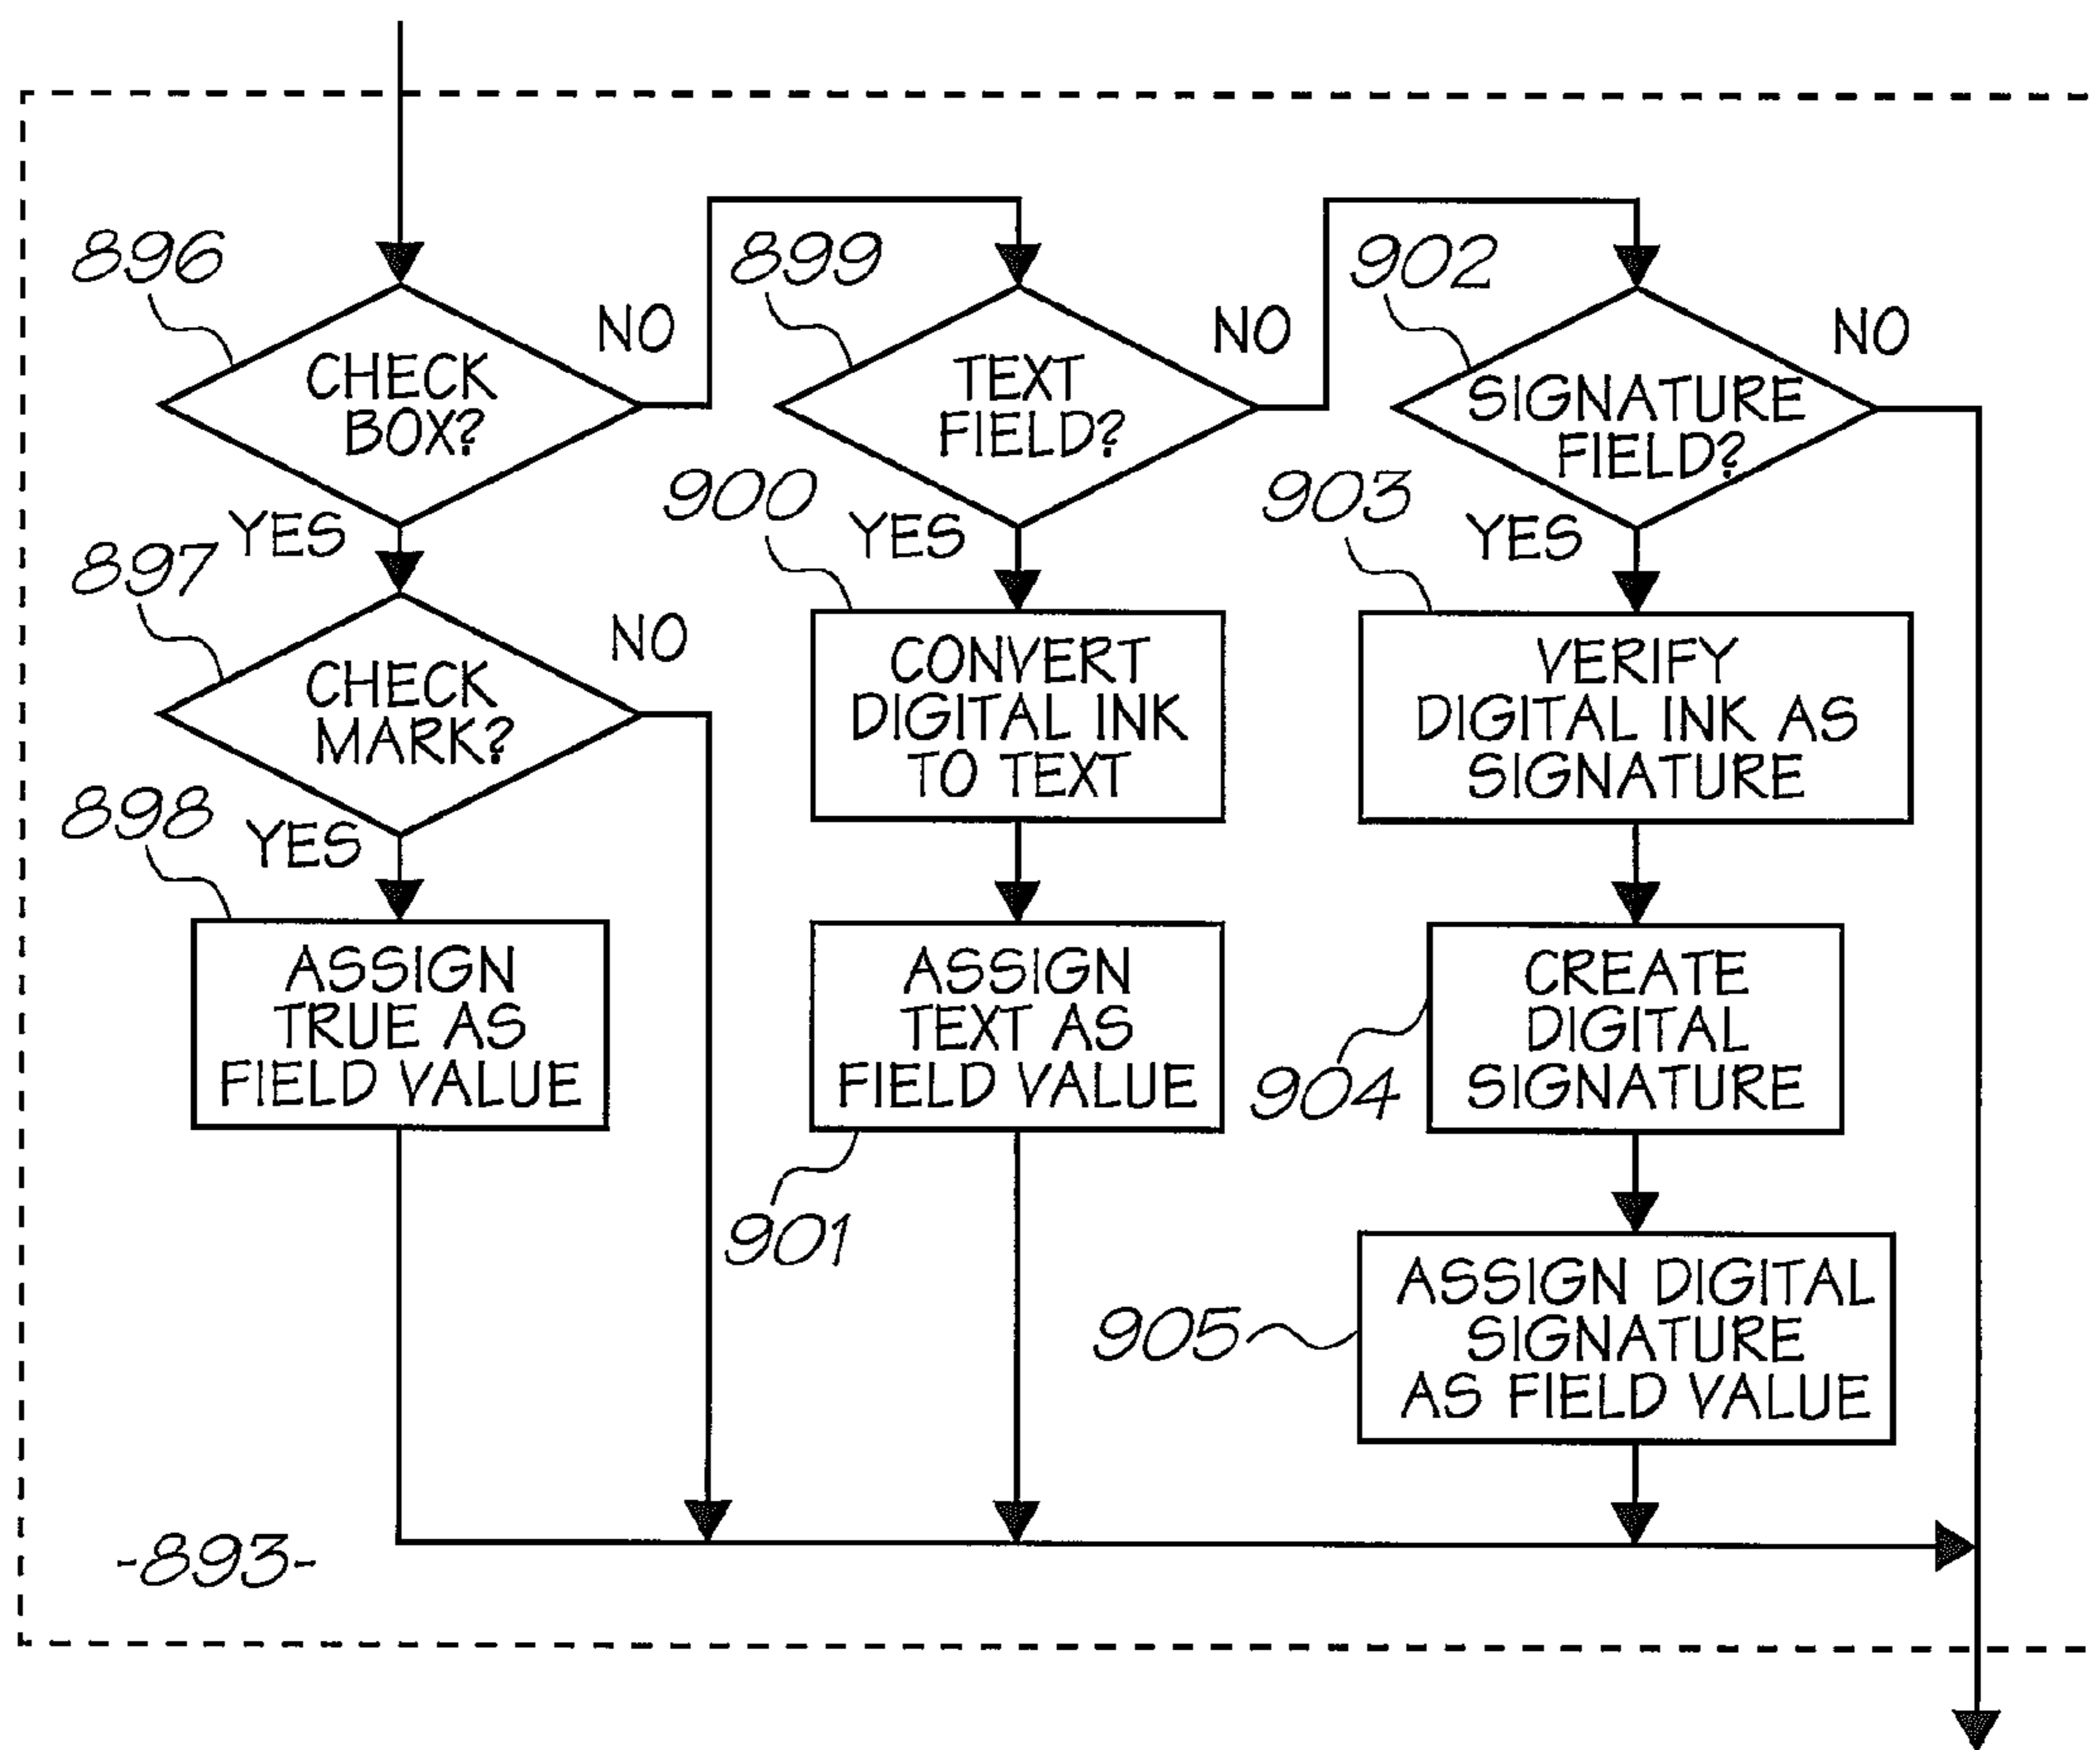 896
CHECK
BOX?
NO
YES
897
CHECK
MARK?
NO
YES
898
ASSIGN
TRUE AS
FIELD VALUE
899
TEXT
FIELD?
NO
YES
900
CONVERT
DIGITAL INK
TO TEXT
ASSIGN
TEXT AS
FIELD VALUE
901
902
SIGNATURE
FIELD?
NO
YES
903
VERIFY
DIGITAL INK AS
SIGNATURE
CREATE
DIGITAL
SIGNATURE
904
ASSIGN DIGITAL
SIGNATURE
AS FIELD VALUE
905
-893-